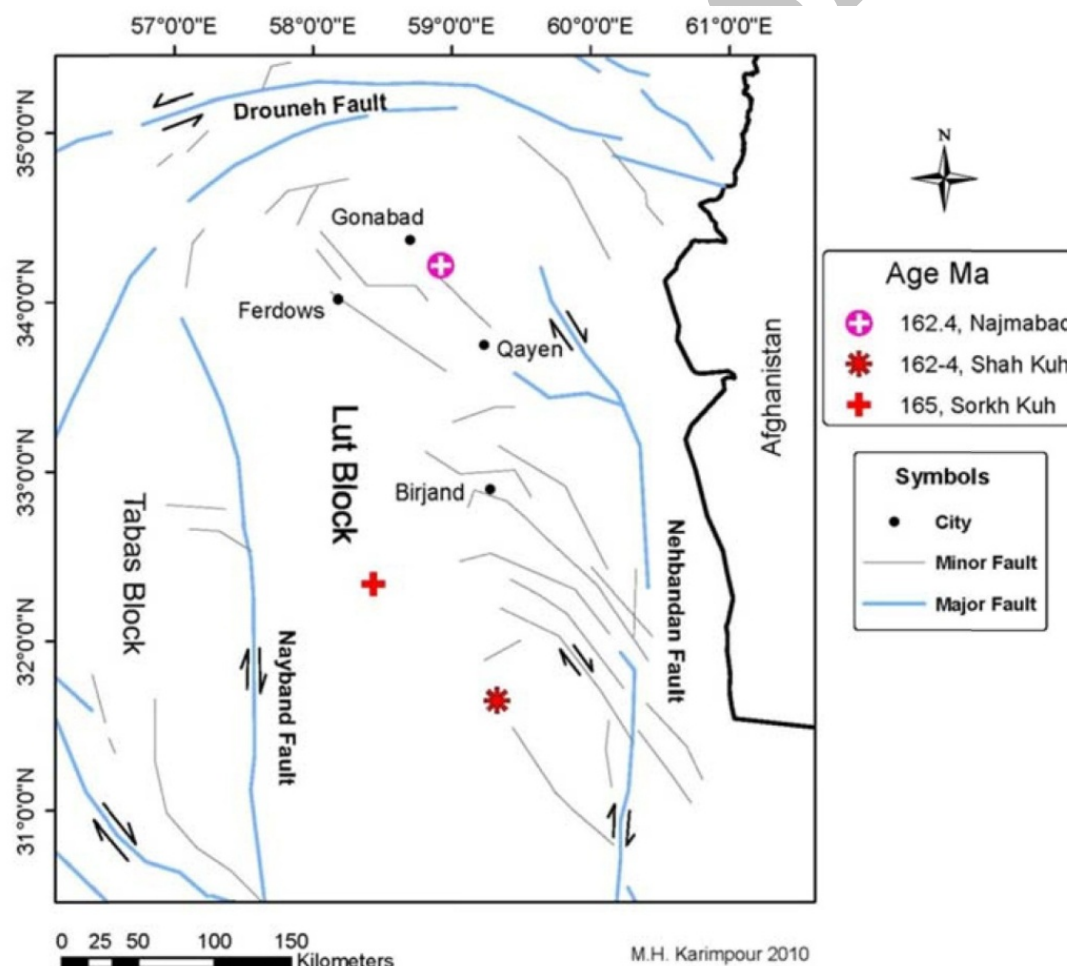 57°0'0"E
58°0'0"E
59°0'0"E
60°0'0"E
61°0'0"E
35°0'0"N
34°0'0"N
33°0'0"N
32°0'0"N
31°0'0"N
Drouneh Fault
Gonabad
Ferdows
Qayen
Lut Block
Birjand
Tabas Block
Nayband Fault
Nehbandan Fault
Afghanistan
N
Age Ma
162.4, Najmabad
162-4, Shah Kuh
165, Sorkh Kuh
Symbols
City
Minor Fault
Major Fault
0 25 50 100 150
Kilometers
M.H. Karimpour 2010